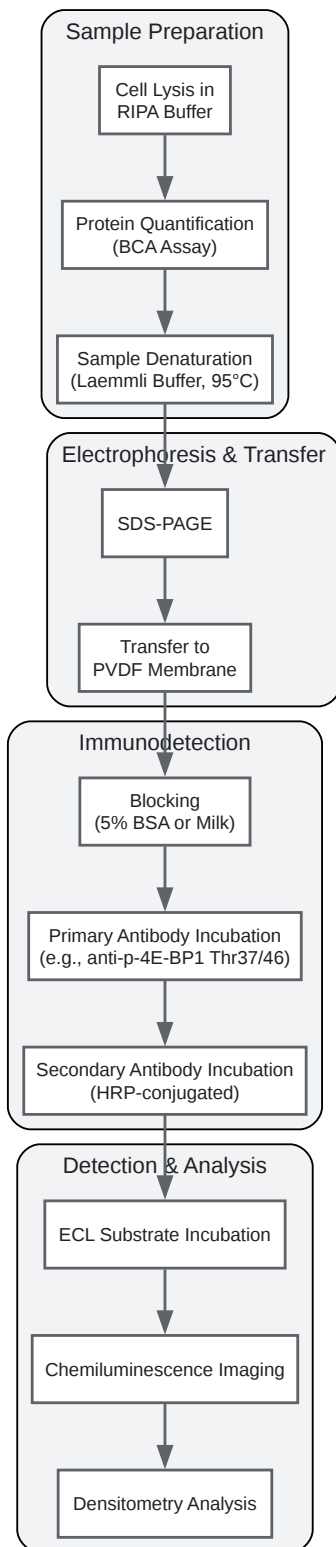 Sample Preparation
Cell Lysis in
RIPA Buffer
Protein Quantification
(BCA Assay)
Sample Denaturation
(Laemmli Buffer, 95°C)
Electrophoresis & Transfer
SDS-PAGE
Transfer to
PVDF Membrane
Immunodetection
Blocking
(5% BSA or Milk)
Primary Antibody Incubation
(e.g., anti-p-4E-BP1 Thr37/46)
Secondary Antibody Incubation
(HRP-conjugated)
Detection & Analysis
ECL Substrate Incubation
Chemiluminescence Imaging
Densitometry Analysis